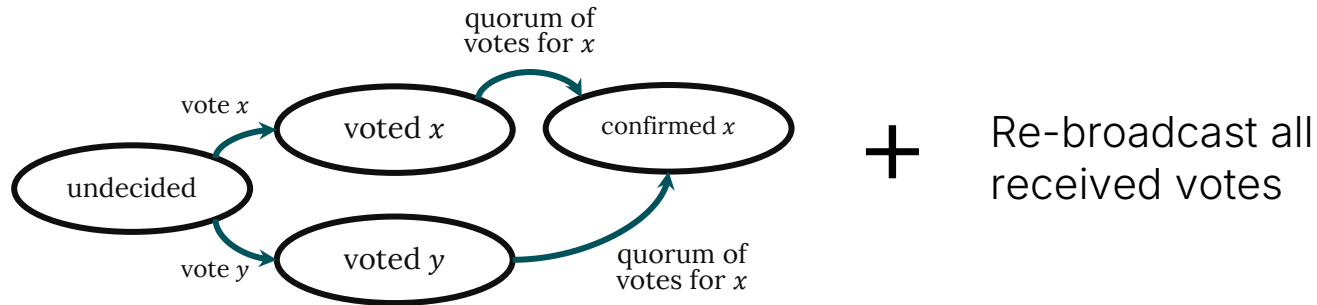 quorum of
votes for x
vote x
voted x
confirmed x
undecided
vote y
voted y
quorum of
votes for x
+
Re-broadcast all
received votes